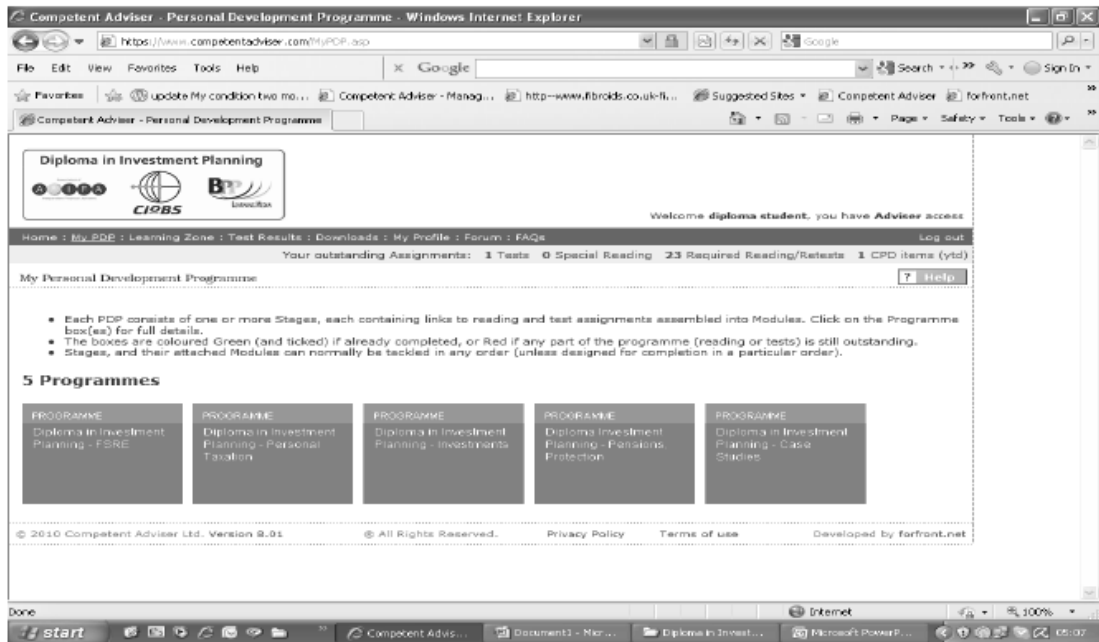 Competent Adviser - Personal Development Programme - Windows Internet Explorer
https://www.competentadviser.com/MyPDP.asp
Google
File Edit View Favorites Tools Help
Google
Search
Sign In
Favorites
update My condition two mo...
Competent Adviser - Manag...
http--www.fibroids.co.uk-fi...
Suggested Sites
Competent Adviser
forfront.net
Competent Adviser - Personal Development Programme
Page Safety Tools
Diploma in Investment Planning
CIOBS
BPP
Welcome diploma student, you have Adviser access
Home : My PDP : Learning Zone : Test Results : Downloads : My Profile : Forum : FAQs
Log out
Your outstanding Assignments: 1 Tests 0 Special Reading 23 Required Reading/Retests 1 CPD items (ytd)
My Personal Development Programme
? Help
Each PDP consists of one or more Stages, each containing links to reading and test assignments assembled into Modules. Click on the Programme
box(es) for full details.
The boxes are coloured Green (and ticked) if already completed, or Red if any part of the programme (reading or tests) is still outstanding.
Stages, and their attached Modules can normally be tackled in any order (unless designed for completion in a particular order).
5 Programmes
PROGRAMME
Diploma in Investment
Planning - FSRE
PROGRAMME
Diploma in Investment
Planning - Personal
Taxation
PROGRAMME
Diploma in Investment
Planning - Investments
PROGRAMME
Diploma Investment
Planning - Pensions,
Protection
PROGRAMME
Diploma in Investment
Planning - Case
Studies
© 2010 Competent Adviser Ltd. Version 8.01
® All Rights Reserved.
Privacy Policy
Terms of use
Developed by forfront.net
Done
Internet
100%
start
Competent Advis...
Document1 - Micr...
Diploma in Invest...
Microsoft PowerP...
05:07